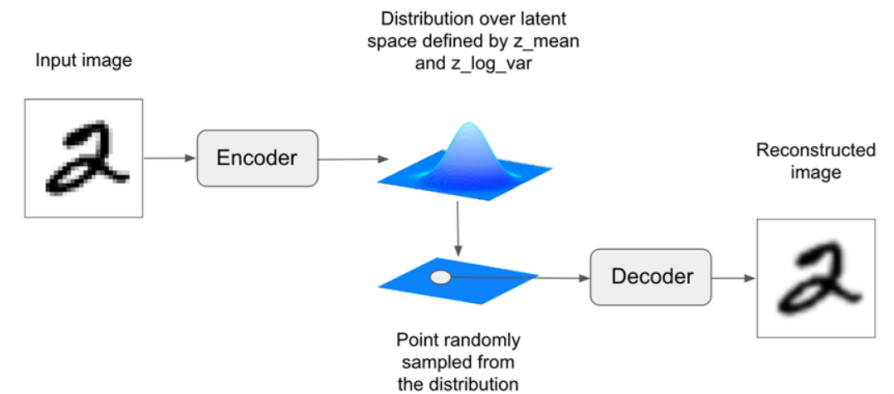 Input image
Encoder
Distribution over latent
space defined by z_mean
and z_log_var
Point randomly
sampled from
the distribution
Decoder
Reconstructed
image